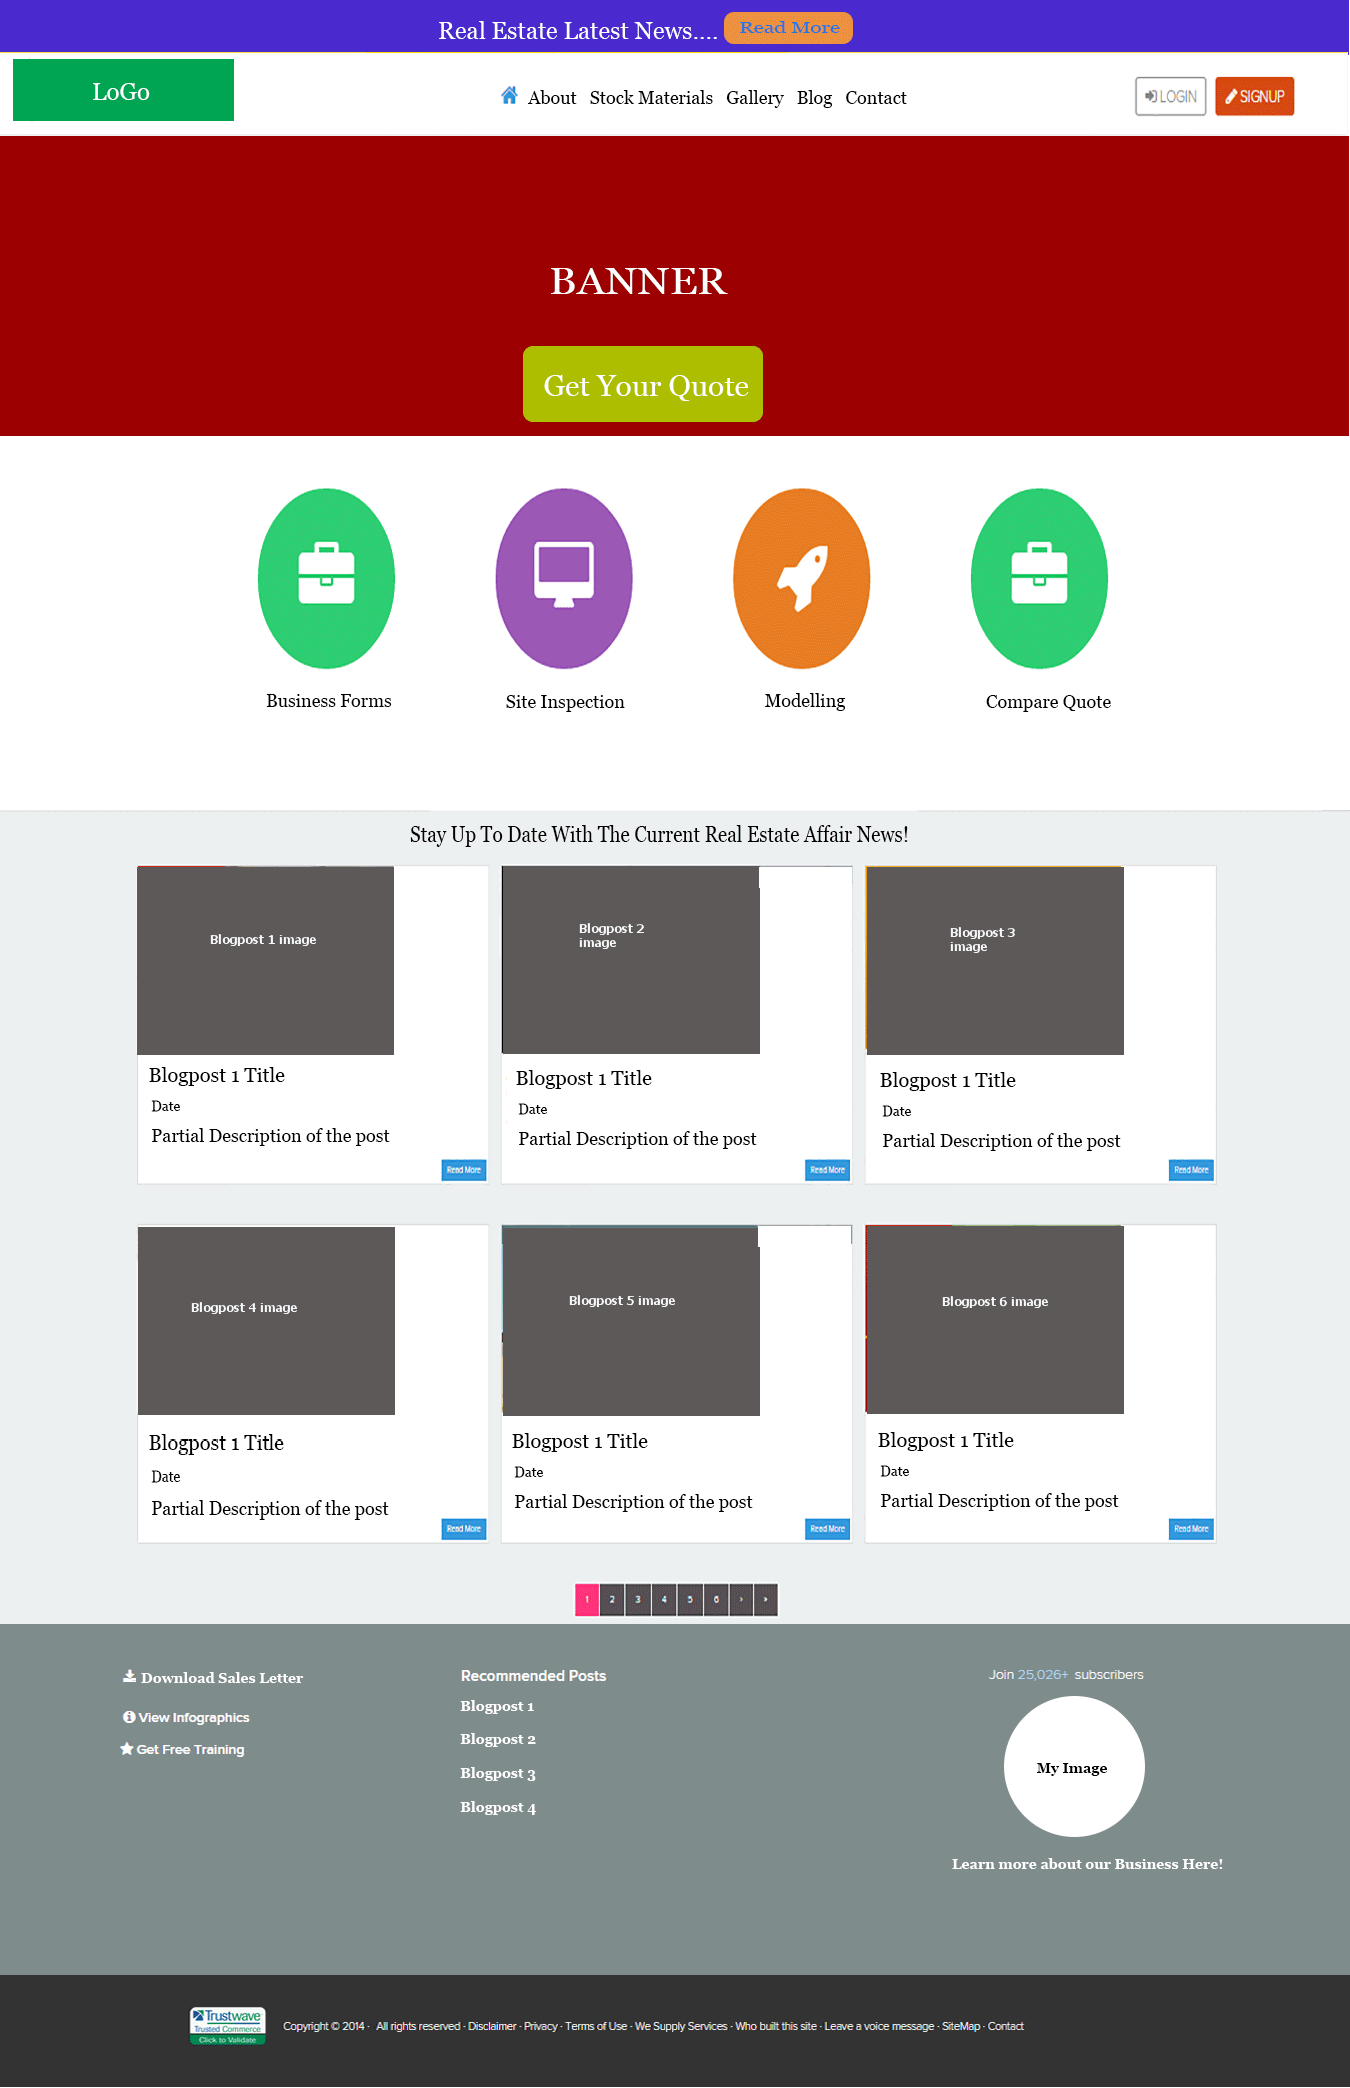 Real Estate Latest News.... Read More
LoGo
About Stock Materials Gallery Blog Contact
LOGIN SIGNUP
BANNER
Get Your Quote
Business Forms Site Inspection Modelling Compare Quote
Stay Up To Date With The Current Real Estate Affair News!
Blogpost 1 image
Blogpost 1 Title
Date
Partial Description of the post
Read More
Blogpost 2
image
Blogpost 1 Title
Date
Partial Description of the post
Read More
Blogpost 3
image
Blogpost 1 Title
Date
Partial Description of the post
Read More
Blogpost 4 image
Blogpost 1 Title
Date
Partial Description of the post
Read More
Blogpost 5 image
Blogpost 1 Title
Date
Partial Description of the post
Read More
Blogpost 6 image
Blogpost 1 Title
Date
Partial Description of the post
Read More
1 2 3 4 5 6 › »
Download Sales Letter
View Infographics
Get Free Training
Recommended Posts
Blogpost 1
Blogpost 2
Blogpost 3
Blogpost 4
Join 25,026+ subscribers
My Image
Learn more about our Business Here!
Trustwave
Trusted Commerce
Click to Validate
Copyright © 2014 · All rights reserved · Disclaimer · Privacy · Terms of Use · We Supply Services · Who built this site · Leave a voice message · SiteMap · Contact